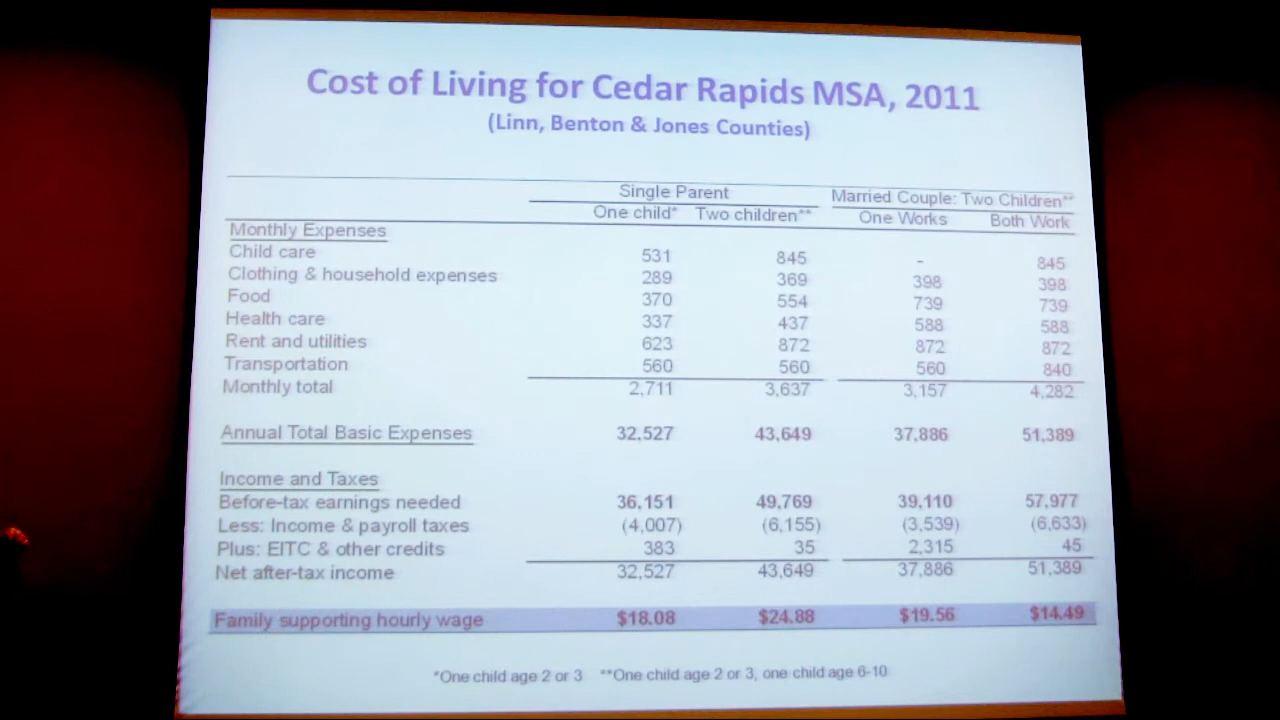 Cost of Living for Cedar Rapids MSA, 2011
(Linn, Benton & Jones Counties)
Single Parent Married Couple: Two Children**
One child* Two children** One Works Both Work
Monthly Expenses
Child care 531 845 - 845
Clothing & household expenses 289 369 398 398
Food 370 554 739 739
Health care 337 437 588 588
Rent and utilities 623 872 872 872
Transportation 560 560 560 840
Monthly total 2,711 3,637 3,157 4,282
Annual Total Basic Expenses 32,527 43,649 37,886 51,389
Income and Taxes
Before-tax earnings needed 36,151 49,769 39,110 57,977
Less: Income & payroll taxes (4,007) (6,155) (3,539) (6,633)
Plus: EITC & other credits 383 35 2,315 45
Net after-tax income 32,527 43,649 37,886 51,389
Family supporting hourly wage $18.08 $24.88 $19.56 $14.49
*One child age 2 or 3 **One child age 2 or 3, one child age 6-10